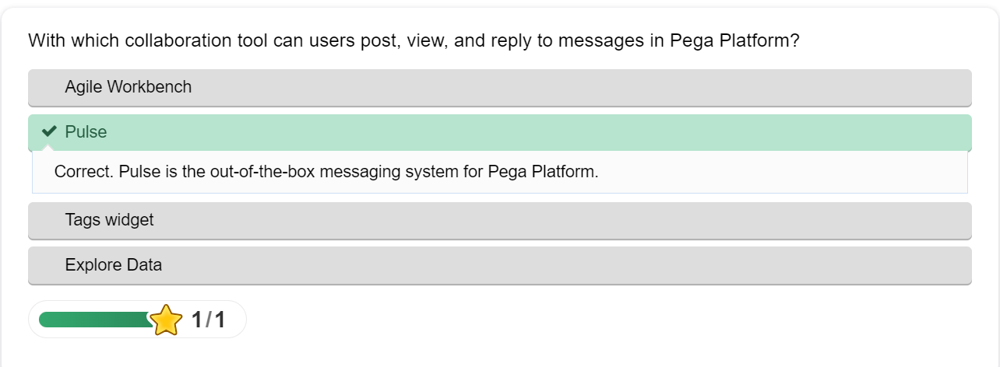 With which collaboration tool can users post, view, and reply to messages in Pega Platform?
Agile Workbench
Pulse
Correct. Pulse is the out-of-the-box messaging system for Pega Platform.
Tags widget
Explore Data
1/1